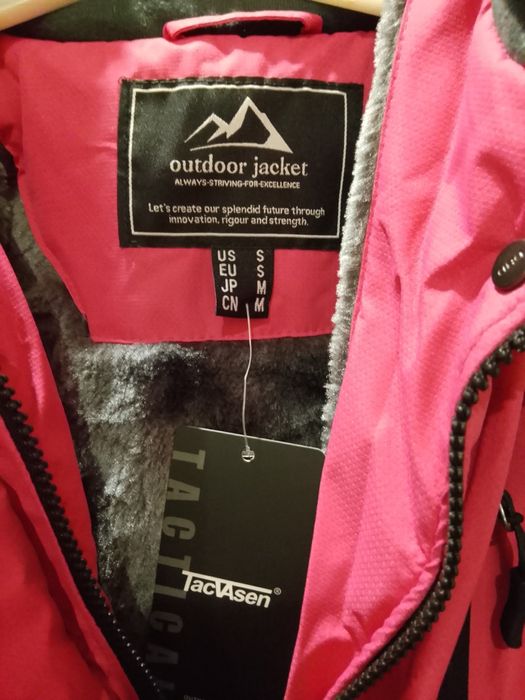 outdoor jacket
ALWAYS-STRIVING-FOR-EXCELLENCE
Let's create our splendid future through
innovation, rigour and strength.
US S
EU S
JP M
CN M
TACTICAL
TACVASEN®